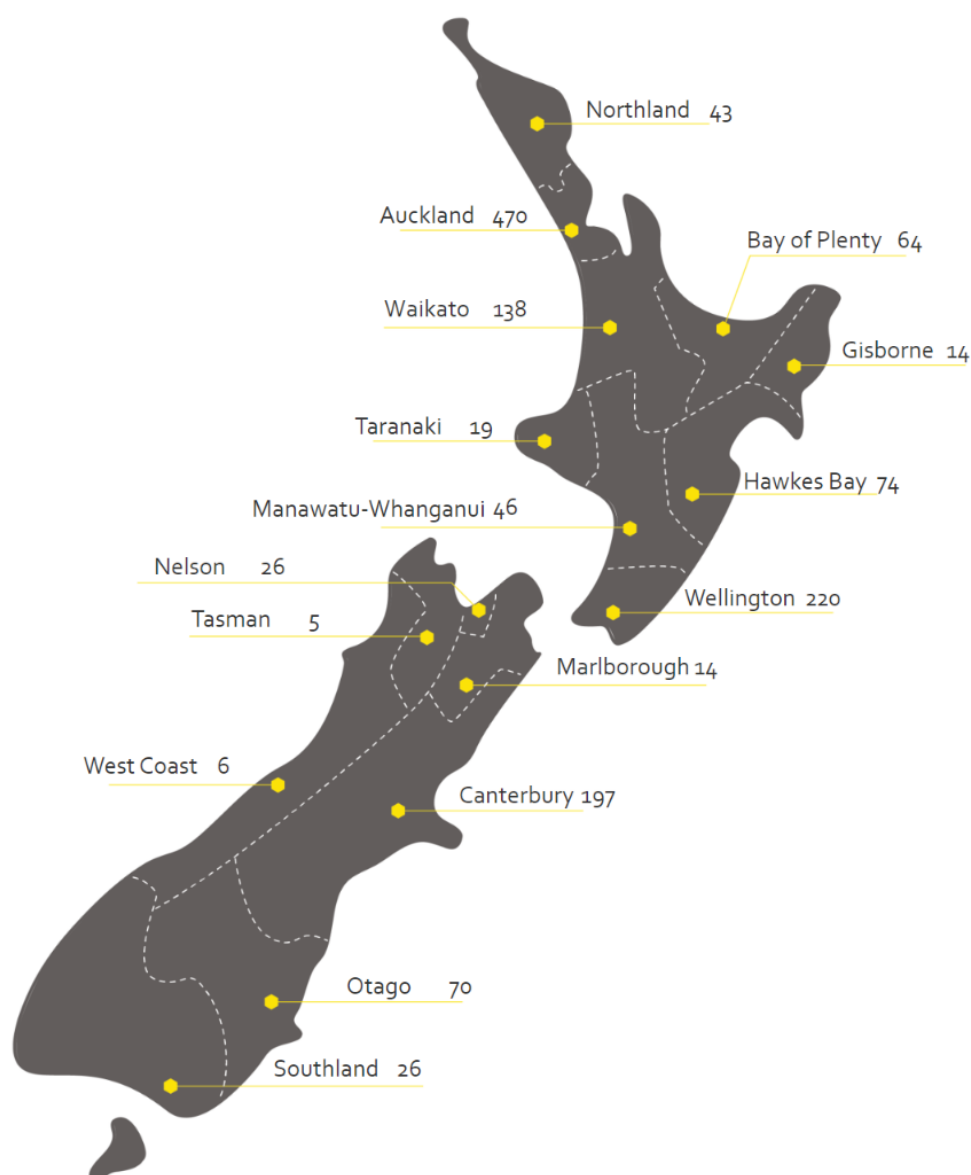 Northland 43
Auckland 470
Bay of Plenty 64
Waikato 138
Gisborne 14
Taranaki 19
Hawkes Bay 74
Manawatu-Whanganui 46
Nelson 26
Wellington 220
Tasman 5
Marlborough 14
West Coast 6
Canterbury 197
Otago 70
Southland 26